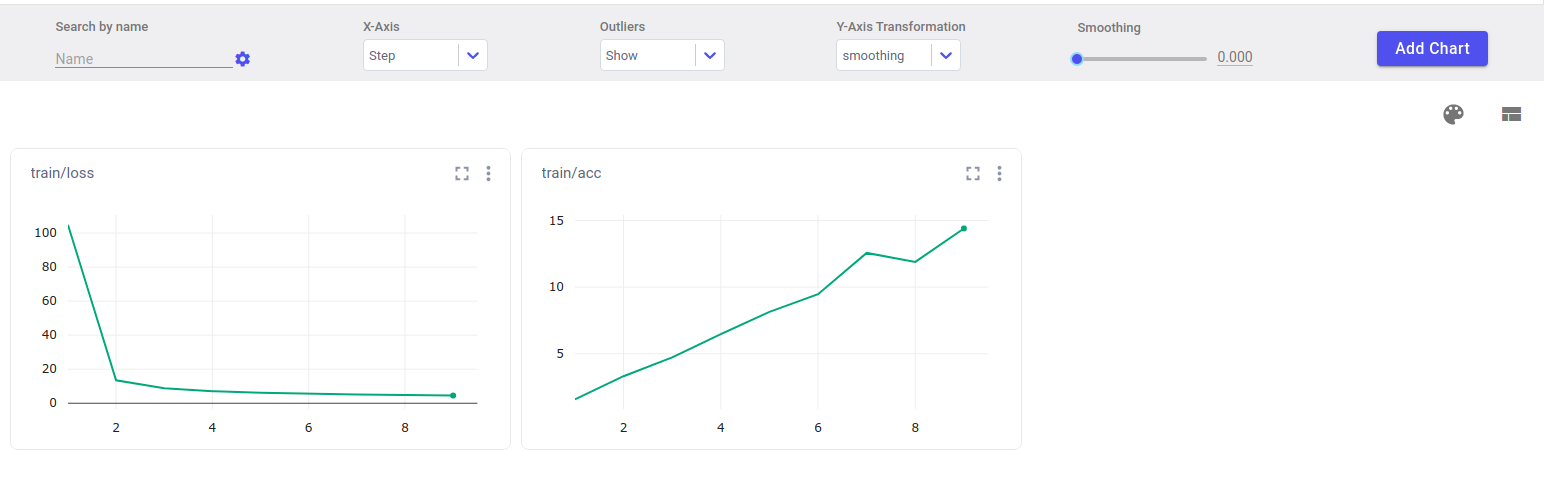 Search by name
X-Axis
Outliers
Y-Axis Transformation
Smoothing
Name
Step
Show
smoothing
0.000
Add Chart
train/loss
100
80
60
40
20
0
2 4 6 8
train/acc
15
10
5
2 4 6 8